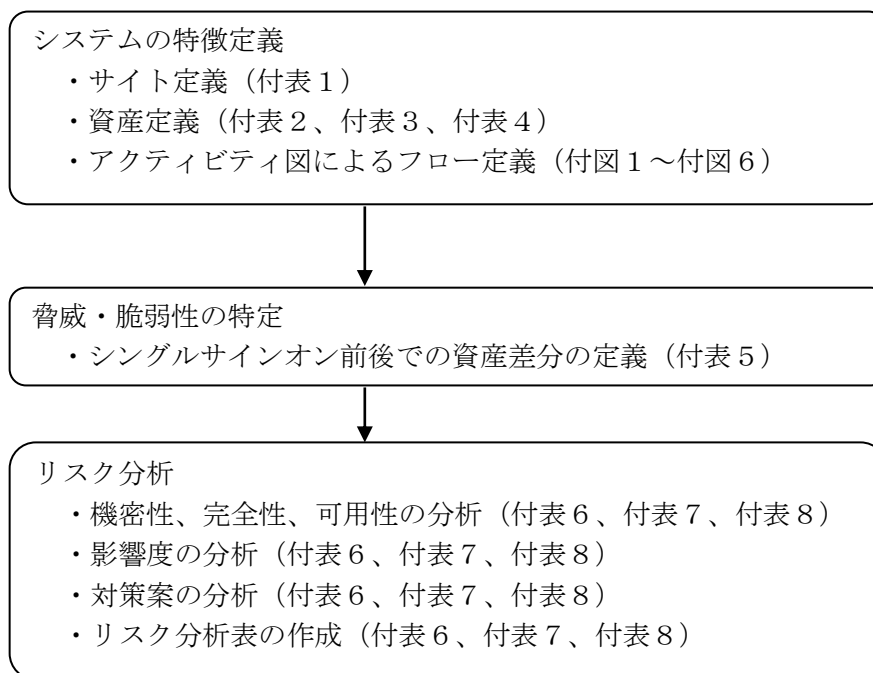 システムの特徴定義
・サイト定義（付表１）
・資産定義（付表２、付表３、付表４）
・アクティビティ図によるフロー定義（付図１～付図６）
脅威・脆弱性の特定
・シングルサインオン前後での資産差分の定義（付表５）
リスク分析
・機密性、完全性、可用性の分析（付表６、付表７、付表８）
・影響度の分析（付表６、付表７、付表８）
・対策案の分析（付表６、付表７、付表８）
・リスク分析表の作成（付表６、付表７、付表８）